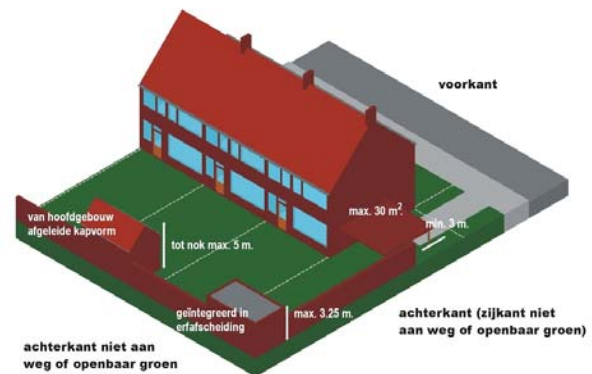 voorkant
max. 30 m².
van hoofdgebouw
afgeleide kapvorm
tot nok max. 5 m.
min. 3 m.
geïntegreerd in
erfafscheiding
max. 3,25 m.
achterkant (zijkant niet
aan weg of openbaar groen)
achterkant niet aan
weg of openbaar groen